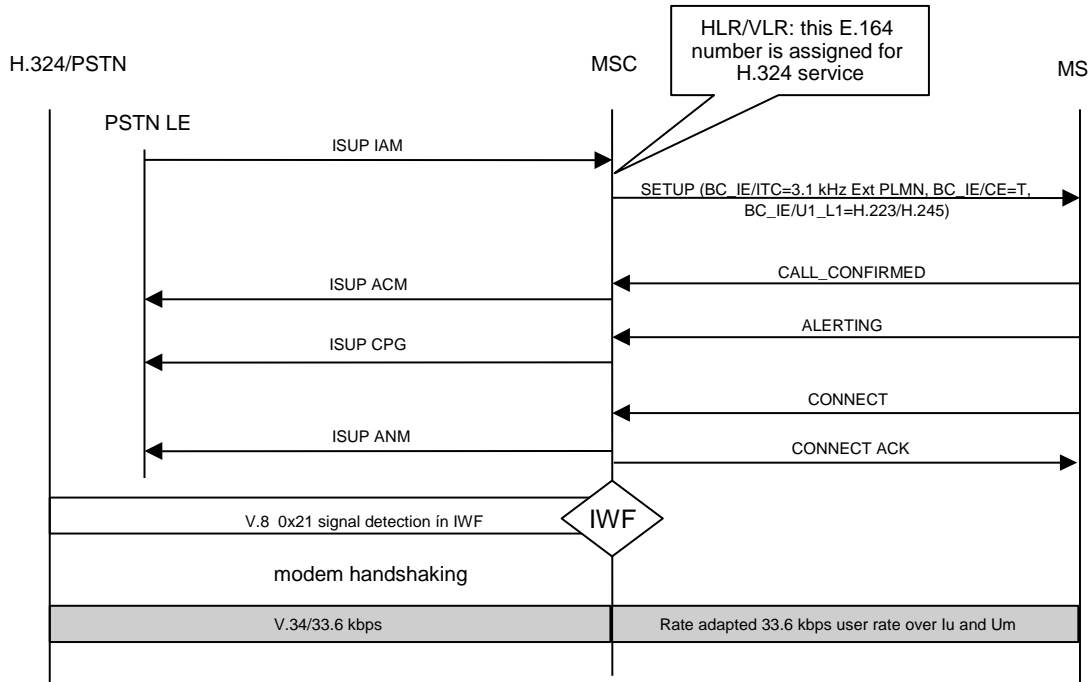 HLR/VLR: this E.164
number is assigned for
H.324 service
H.324/PSTN
MSC
MS
PSTN LE
ISUP IAM
SETUP (BC_IE/ITC=3.1 kHz Ext PLMN, BC_IE/CE=T,
BC_IE/U1_L1=H.223/H.245)
CALL_CONFIRMED
ISUP ACM
ALERTING
ISUP CPG
CONNECT
ISUP ANM
CONNECT ACK
V.8 0x21 signal detection ín IWF
IWF
modem handshaking
V.34/33.6 kbps
Rate adapted 33.6 kbps user rate over Iu and Um